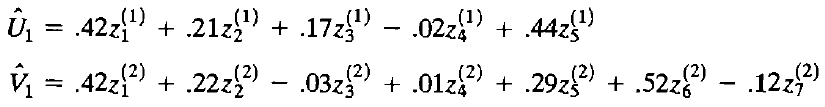 Û₁ = .42z₁⁽¹⁾ + .21z₂⁽¹⁾ + .17z₃⁽¹⁾ − .02z₄⁽¹⁾ + .44z₅⁽¹⁾
V̂₁ = .42z₁⁽²⁾ + .22z₂⁽²⁾ − .03z₃⁽²⁾ + .01z₄⁽²⁾ + .29z₅⁽²⁾ + .52z₆⁽²⁾ − .12z₇⁽²⁾